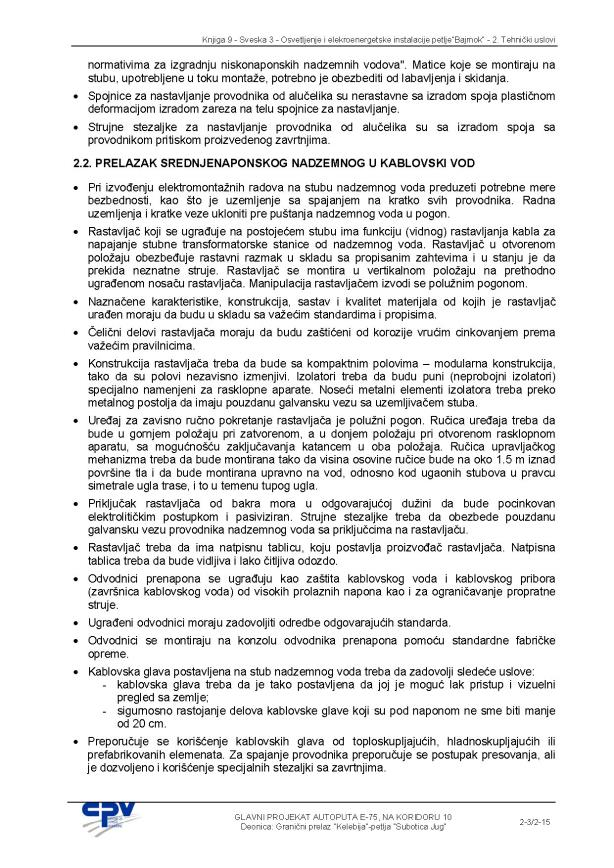 Knjiga 9 - Sveska 3 - Osvetljenje i elekroenergetske instalacije petlje"Bajmok" - 2. Tehnički uslovi
normativima za izgradnju niskonaponskih nadzemnih vodova". Matice koje se montiraju na
stubu, upotrebljene u toku montaže, potrebno je obezbediti od labavljenja i skidanja.
• Spojnice za nastavljanje provodnika od alučelika su nerastavne sa izradom spoja plastičnom
deformacijom izradom zareza na telu spojnice za nastavljanje.
• Strujne stezaljke za nastavljanje provodnika od alučelika su sa izradom spoja sa
provodnikom pritiskom proizvedenog zavrtnjima.
2.2. PRELAZAK SREDNJENAPONSKOG NADZEMNOG U KABLOVSKI VOD
• Pri izvođenju elektromontažnih radova na stubu nadzemnog voda preduzeti potrebne mere
bezbednosti, kao što je uzemljenje sa spajanjem na kratko svih provodnika. Radna
uzemljenja i kratke veze ukloniti pre puštanja nadzemnog voda u pogon.
• Rastavljač koji se ugrađuje na postojećem stubu ima funkciju (vidnog) rastavljanja kabla za
napajanje stubne transformatorske stanice od nadzemnog voda. Rastavljač u otvorenom
položaju obezbeđuje rastavni razmak u skladu sa propisanim zahtevima i u stanju je da
prekida neznatne struje. Rastavljač se montira u vertikalnom položaju na prethodno
ugrađenom nosaču rastavljača. Manipulacija rastavljačem izvodi se polužnim pogonom.
• Naznačene karakteristike, konstrukcija, sastav i kvalitet materijala od kojih je rastavljač
urađen moraju da budu u skladu sa važećim standardima i propisima.
• Čelični delovi rastavljača moraju da budu zaštićeni od korozije vrućim cinkovanjem prema
važećim pravilnicima.
• Konstrukcija rastavljača treba da bude sa kompaktnim polovima – modularna konstrukcija,
tako da su polovi nezavisno izmenjivi. Izolatori treba da budu puni (neprobojni izolatori)
specijalno namenjeni za rasklopne aparate. Noseći metalni elementi izolatora treba preko
metalnog postolja da imaju pouzdanu galvansku vezu sa uzemljivačem stuba.
• Uređaj za zavisno ručno pokretanje rastavljača je polužni pogon. Ručica uređaja treba da
bude u gornjem položaju pri zatvorenom, a u donjem položaju pri otvorenom rasklopnom
aparatu, sa mogućnošću zaključavanja katancem u oba položaja. Ručica upravljačkog
mehanizma treba da bude montirana tako da visina osovine ručice bude na oko 1.5 m iznad
površine tla i da bude montirana upravno na vod, odnosno kod ugaonih stubova u pravcu
simetrale ugla trase, i to u temenu tupog ugla.
• Priključak rastavljača od bakra mora u odgovarajućoj dužini da bude pocinkovan
elektrolitičkim postupkom i pasiviziran. Strujne stezaljke treba da obezbede pouzdanu
galvansku vezu provodnika nadzemnog voda sa priključcima na rastavljaču.
• Rastavljač treba da ima natpisnu tablicu, koju postavlja proizvođač rastavljača. Natpisna
tablica treba da bude vidljiva i lako čitljiva odozdo.
• Odvodnici prenapona se ugrađuju kao zaštita kablovskog voda i kablovskog pribora
(završnica kablovskog voda) od visokih prolaznih napona kao i za ograničavanje propratne
struje.
• Ugrađeni odvodnici moraju zadovoljiti odredbe odgovarajućih standarda.
• Odvodnici se montiraju na konzolu odvodnika prenapona pomoću standardne fabričke
opreme.
• Kablovska glava postavljena na stub nadzemnog voda treba da zadovolji sledeće uslove:
- kablovska glava treba da je tako postavljena da joj je moguć lak pristup i vizuelni
pregled sa zemlje;
- sigurnosno rastojanje delova kablovske glave koji su pod naponom ne sme biti manje
od 20 cm.
• Preporučuje se korišćenje kablovskih glava od toploskupljajućih, hladnoskupljajućih ili
prefabrikovanih elemenata. Za spajanje provodnika preporučuje se postupak presovanja, ali
je dozvoljeno i korišćenje specijalnih stezaljki sa zavrtnjima.
CPV
GLAVNI PROJEKAT AUTOPUTA E-75, NA KORIDORU 10
Deonica: Granični prelaz "Kelebija"-petlja "Subotica Jug"
2-3/2-15